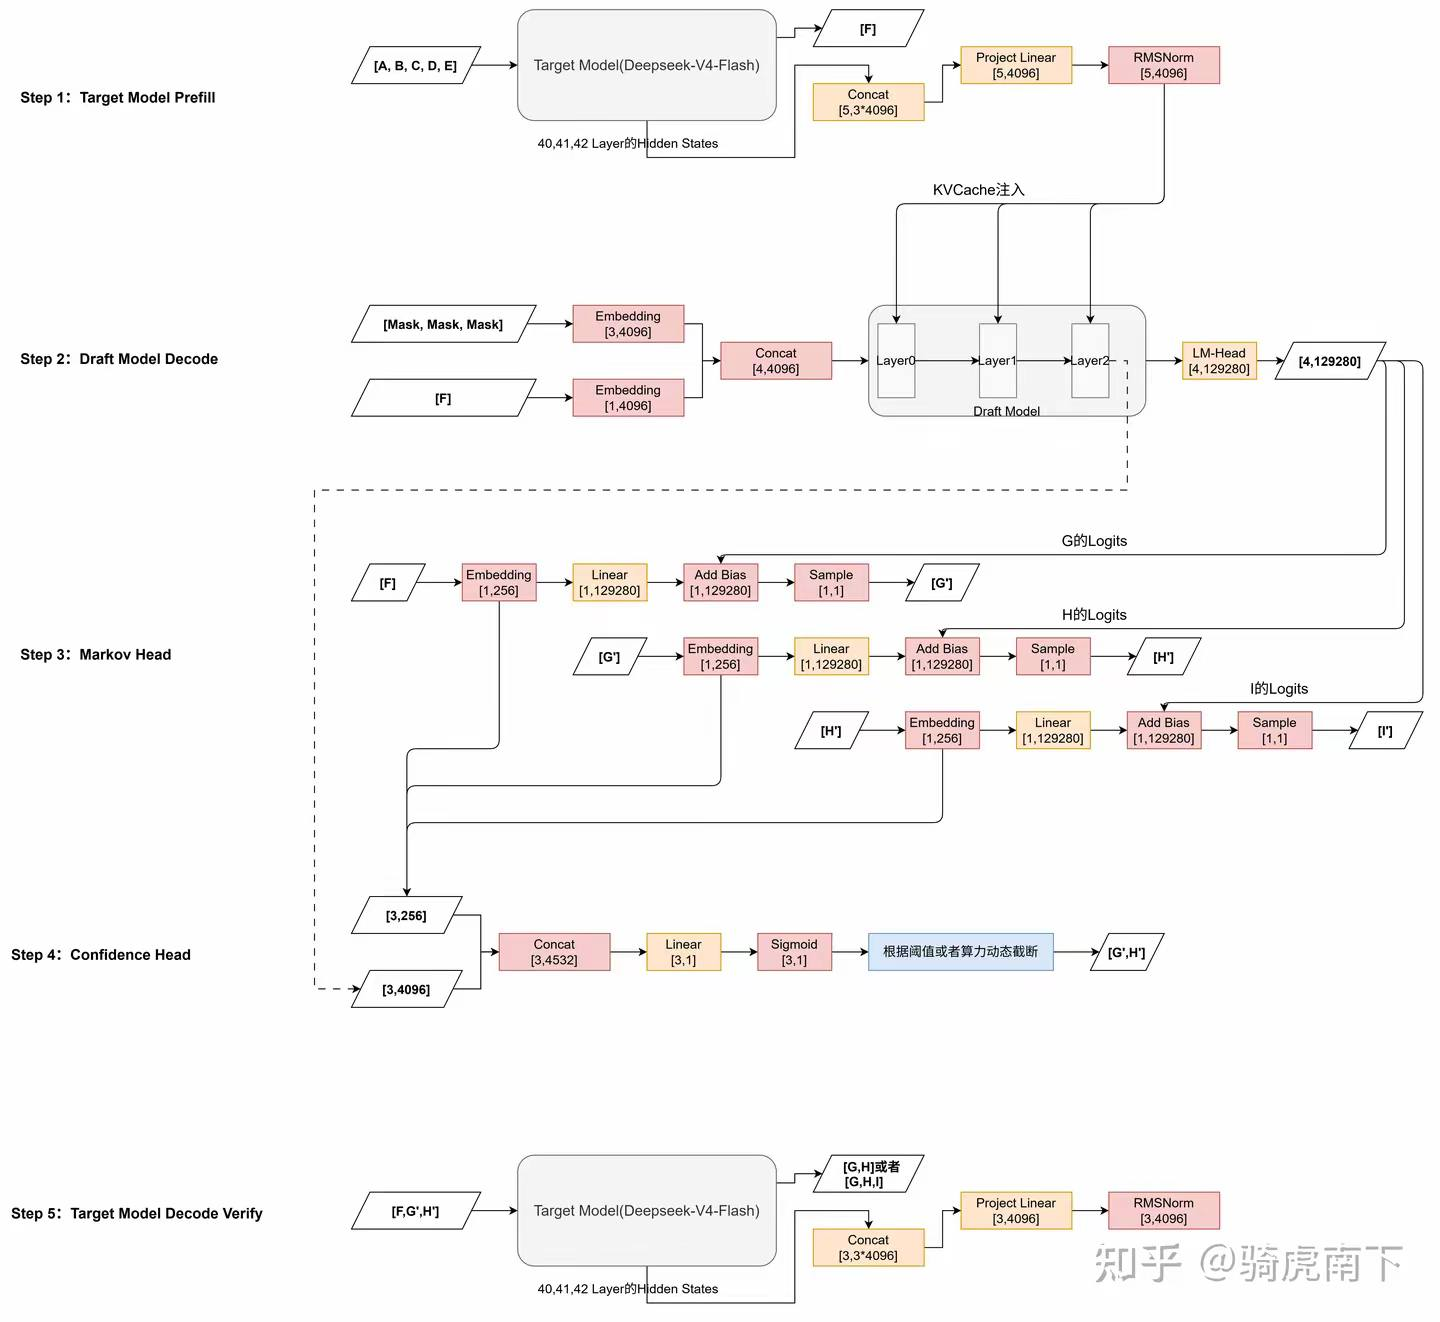 [F]
[A, B, C, D, E]
Target Model(Deepseek-V4-Flash)
Project Linear
[5,4096]
RMSNorm
[5,4096]
Step 1：Target Model Prefill
Concat
[5,3*4096]
40,41,42 Layer的Hidden States
KVCache注入
[Mask, Mask, Mask]
Embedding
[3,4096]
Step 2：Draft Model Decode
Concat
[4,4096]
Layer0
Layer1
Layer2
LM-Head
[4,129280]
[4,129280]
[F]
Embedding
[1,4096]
Draft Model
G的Logits
[F]
Embedding
[1,256]
Linear
[1,129280]
Add Bias
[1,129280]
Sample
[1,1]
[G']
H的Logits
Step 3：Markov Head
[G']
Embedding
[1,256]
Linear
[1,129280]
Add Bias
[1,129280]
Sample
[1,1]
[H']
I的Logits
[H']
Embedding
[1,256]
Linear
[1,129280]
Add Bias
[1,129280]
Sample
[1,1]
[I']
[3,256]
Step 4：Confidence Head
Concat
[3,4532]
Linear
[3,1]
Sigmoid
[3,1]
根据阈值或者算力动态截断
[G',H']
[3,4096]
[G,H]或者
[G,H,I]
Step 5：Target Model Decode Verify
[F,G',H']
Target Model(Deepseek-V4-Flash)
Project Linear
[3,4096]
RMSNorm
[3,4096]
Concat
[3,3*4096]
40,41,42 Layer的Hidden States
知乎 @骑虎南下